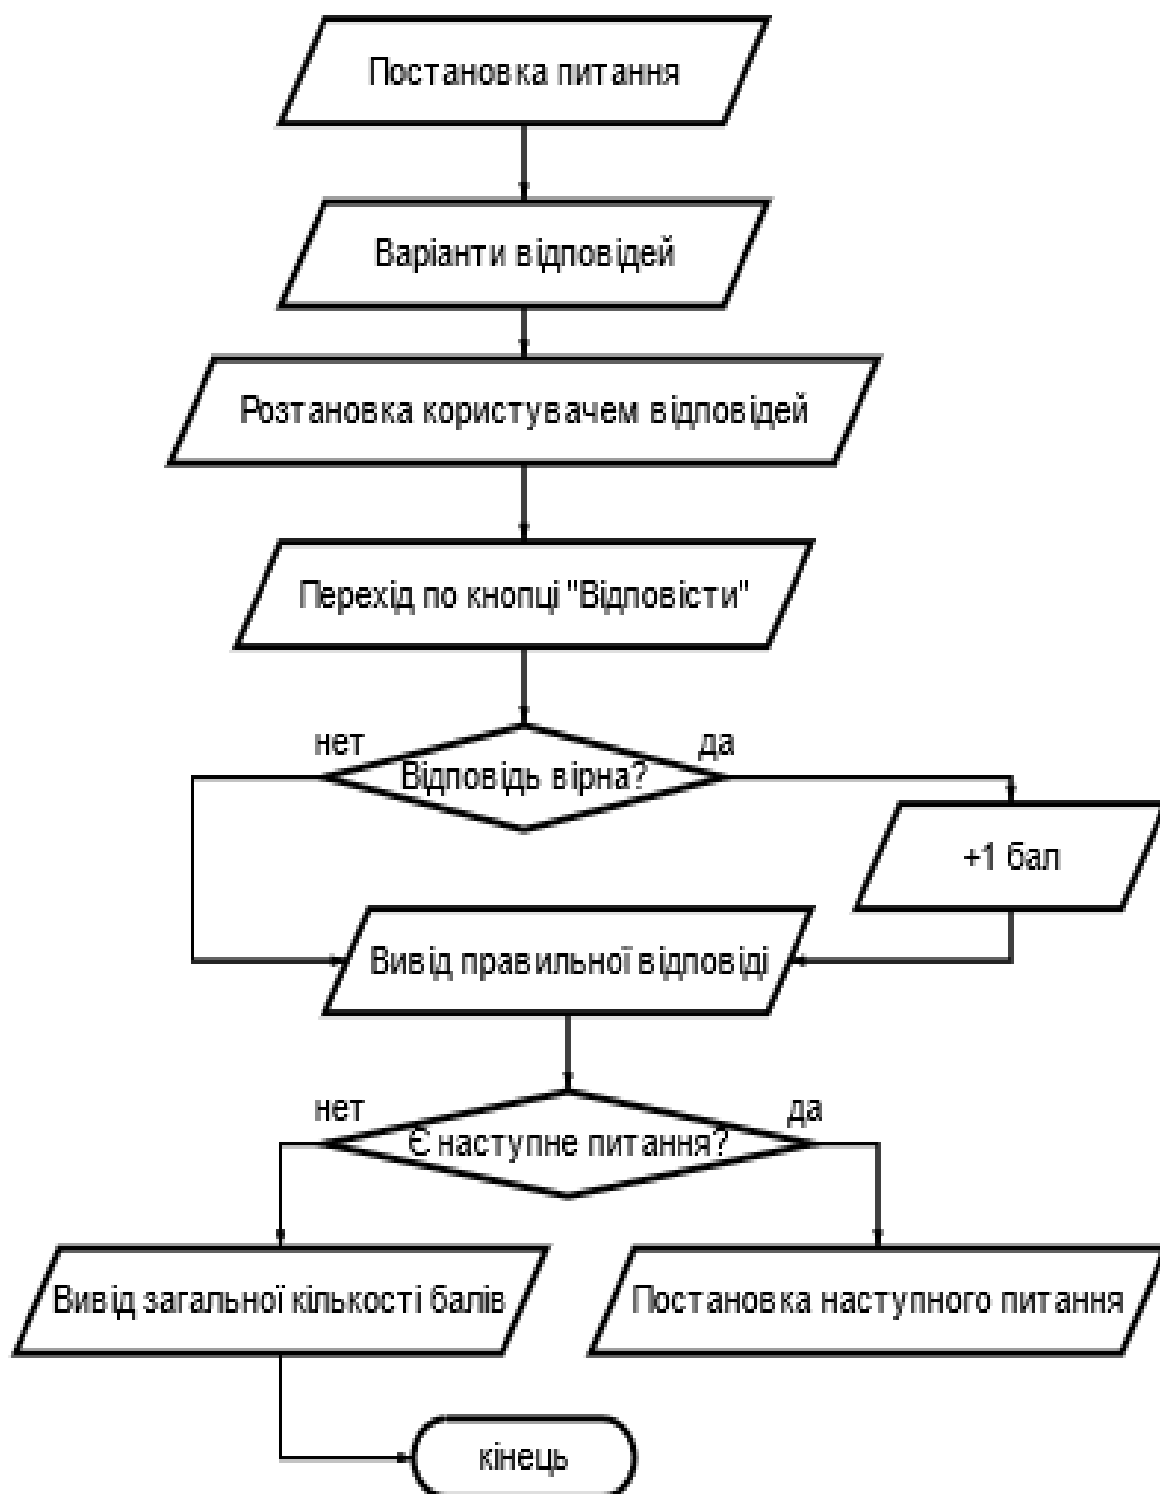 Постановка питання
Варіанти відповідей
Розтановка користувачем відповідей
Перехід по кнопці "Відповісти"
нет
да
Відповідь вірна?
+1 бал
Вивід правильної відповіді
нет
да
Є наступне питання?
Вивід загальної кількості балів
Постановка наступного питання
кінець